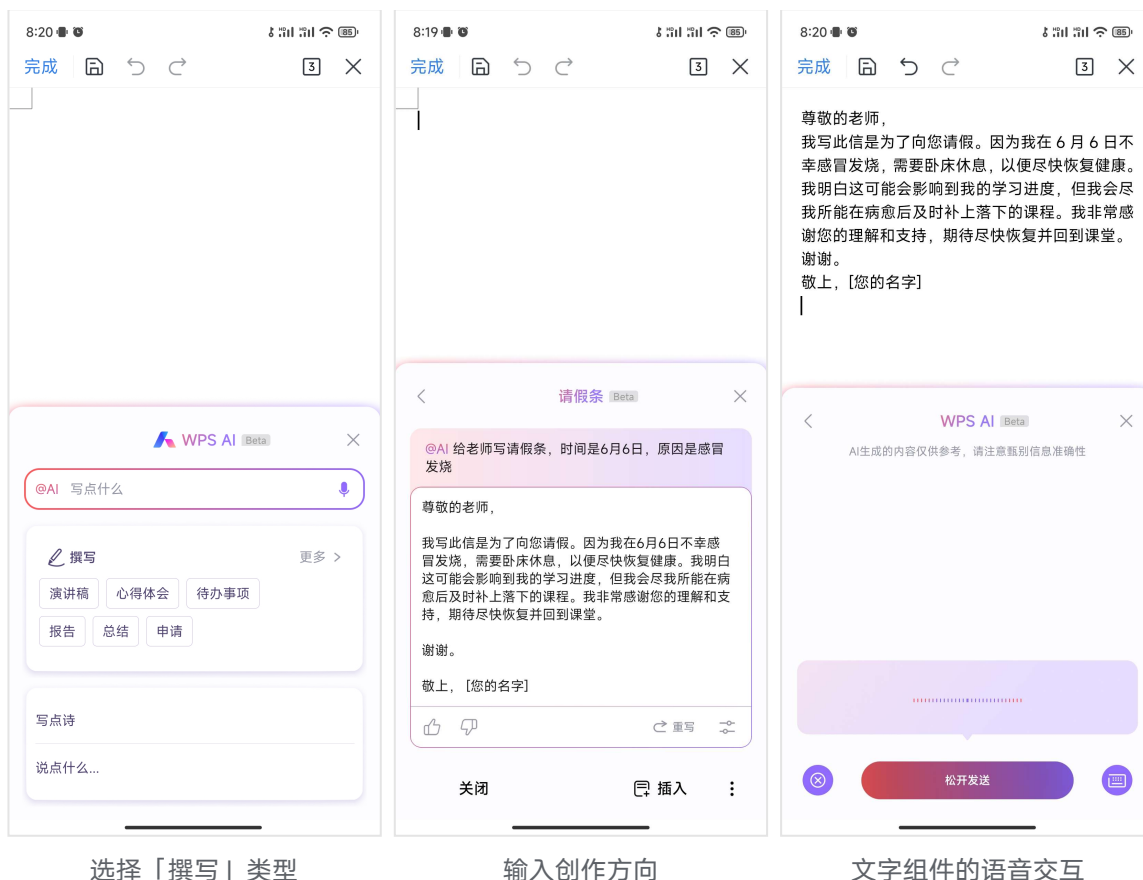 8:20
85
完成
3
WPS AI Beta
@AI 写点什么
撰写
更多 >
演讲稿
心得体会
待办事项
报告
总结
申请
写点诗
说点什么...
选择「撰写」类型
8:19
85
完成
3
请假条 Beta
@AI 给老师写请假条，时间是6月6日，原因是感冒
发烧
尊敬的老师，
我写此信是为了向您请假。因为我在6月6日不幸感
冒发烧，需要卧床休息，以便尽快恢复健康。我明白
这可能会影响到我的学习进度，但我会尽我所能在病
愈后及时补上落下的课程。我非常感谢您的理解和支
持，期待尽快恢复并回到课堂。
谢谢。
敬上，[您的名字]
重写
关闭
插入
输入创作方向
8:20
85
完成
3
尊敬的老师，
我写此信是为了向您请假。因为我在 6 月 6 日不
幸感冒发烧，需要卧床休息，以便尽快恢复健康。
我明白这可能会影响到我的学习进度，但我会尽
我所能在病愈后及时补上落下的课程。我非常感
谢您的理解和支持，期待尽快恢复并回到课堂。
谢谢。
敬上，[您的名字]
WPS AI Beta
AI生成的内容仅供参考，请注意甄别信息准确性
松开发送
文字组件的语音交互